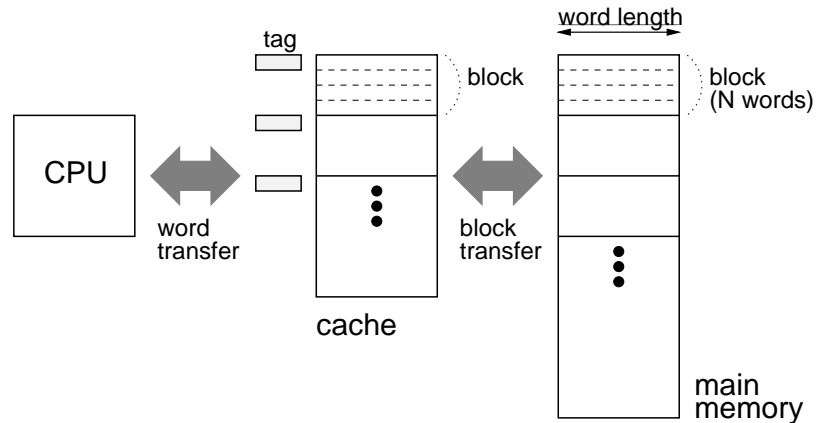 word length
tag
block
block
(N words)
CPU
word
transfer
block
transfer
cache
main
memory